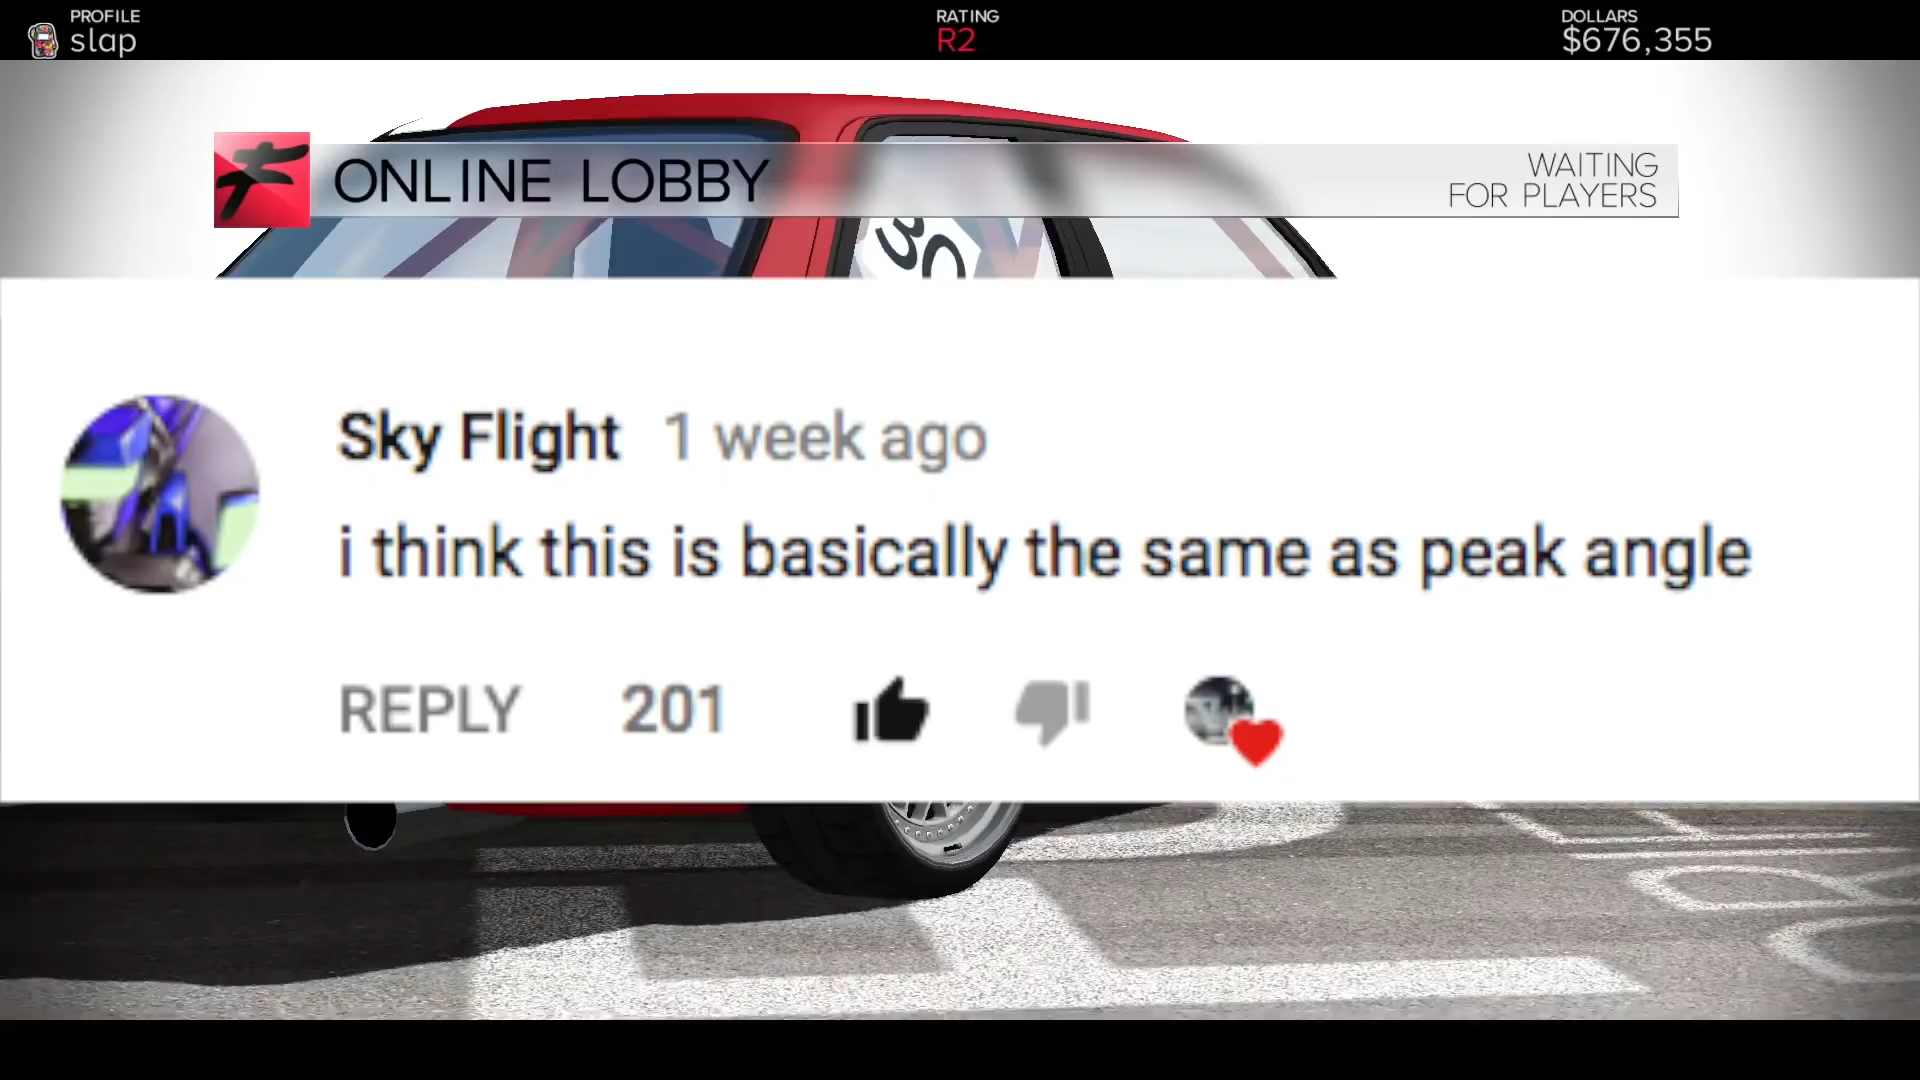 PROFILE
slap
RATING
R2
DOLLARS
$676,355
ONLINE LOBBY
WAITING
FOR PLAYERS
Sky Flight 1 week ago
i think this is basically the same as peak angle
REPLY 201